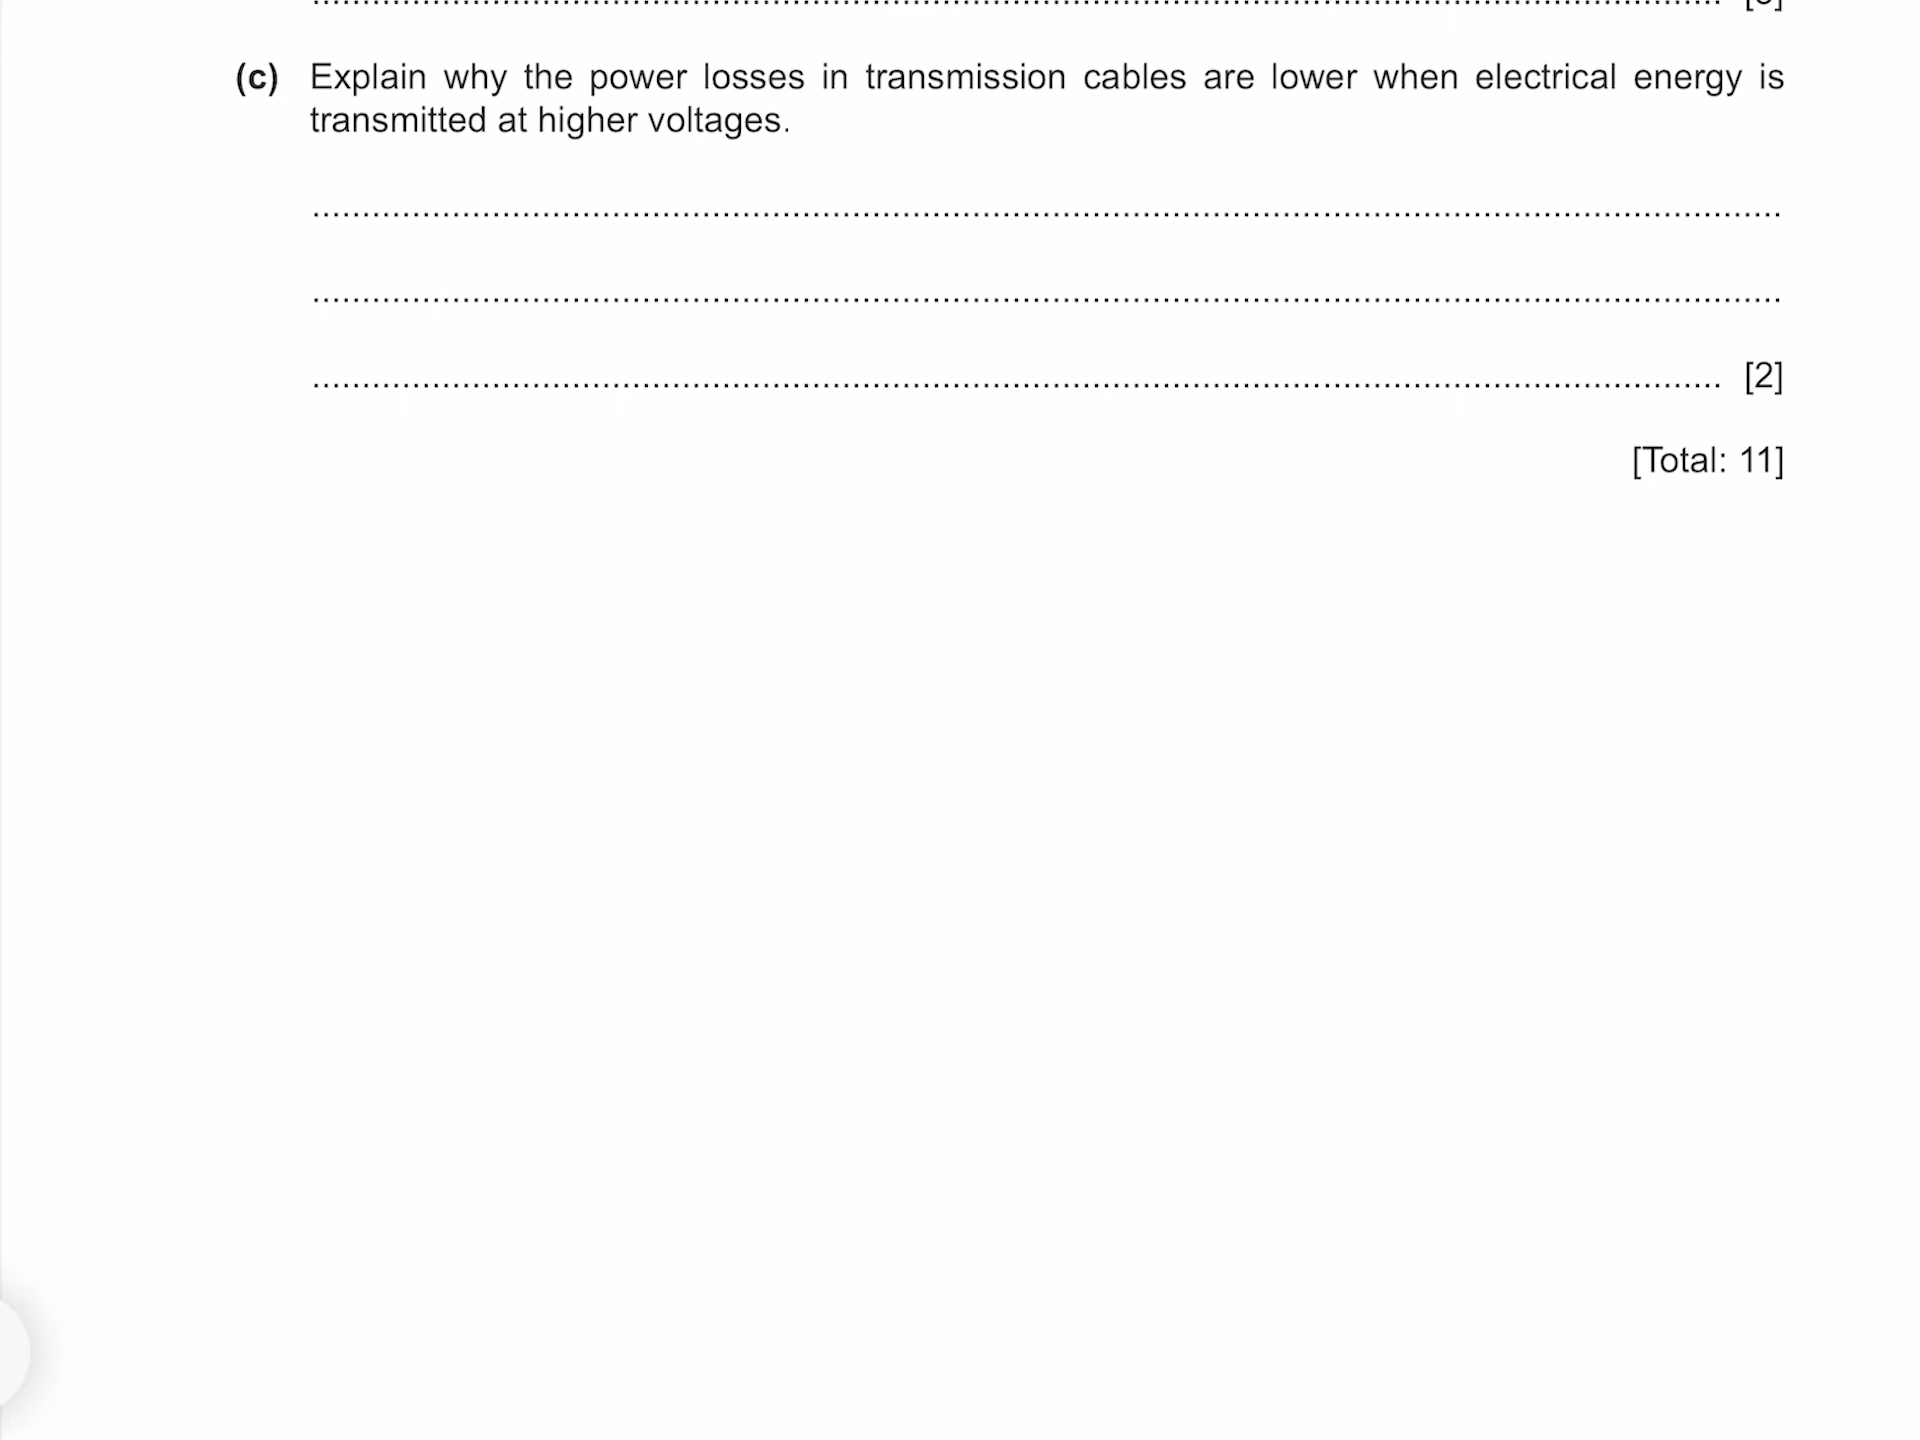 (c) Explain why the power losses in transmission cables are lower when electrical energy is
transmitted at higher voltages.
[2]
[Total: 11]